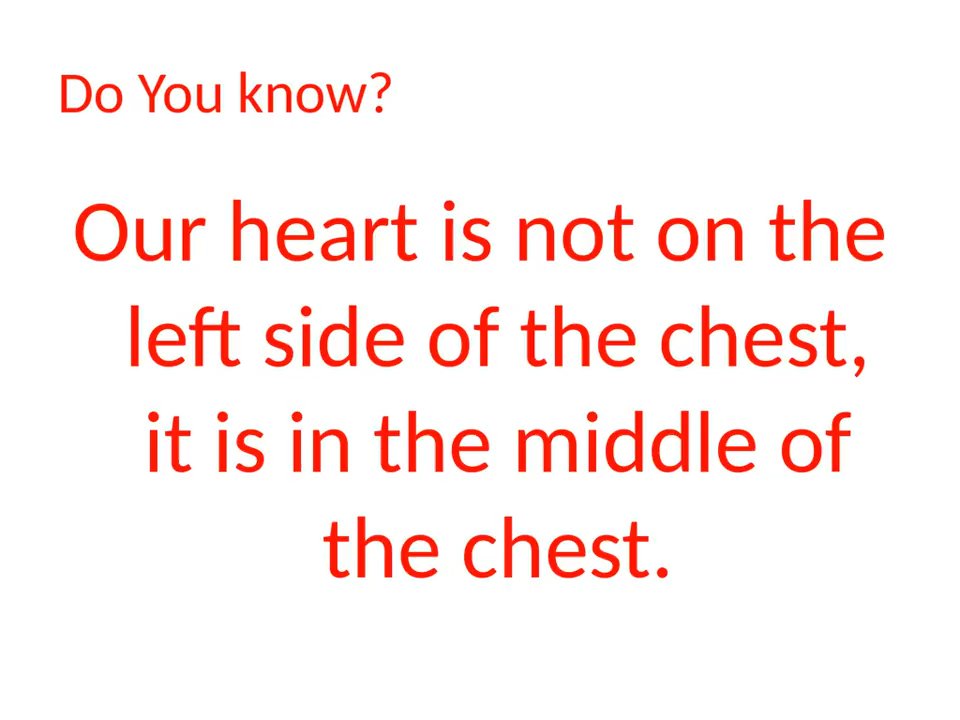 Do You know?
Our heart is not on the
left side of the chest,
it is in the middle of
the chest.